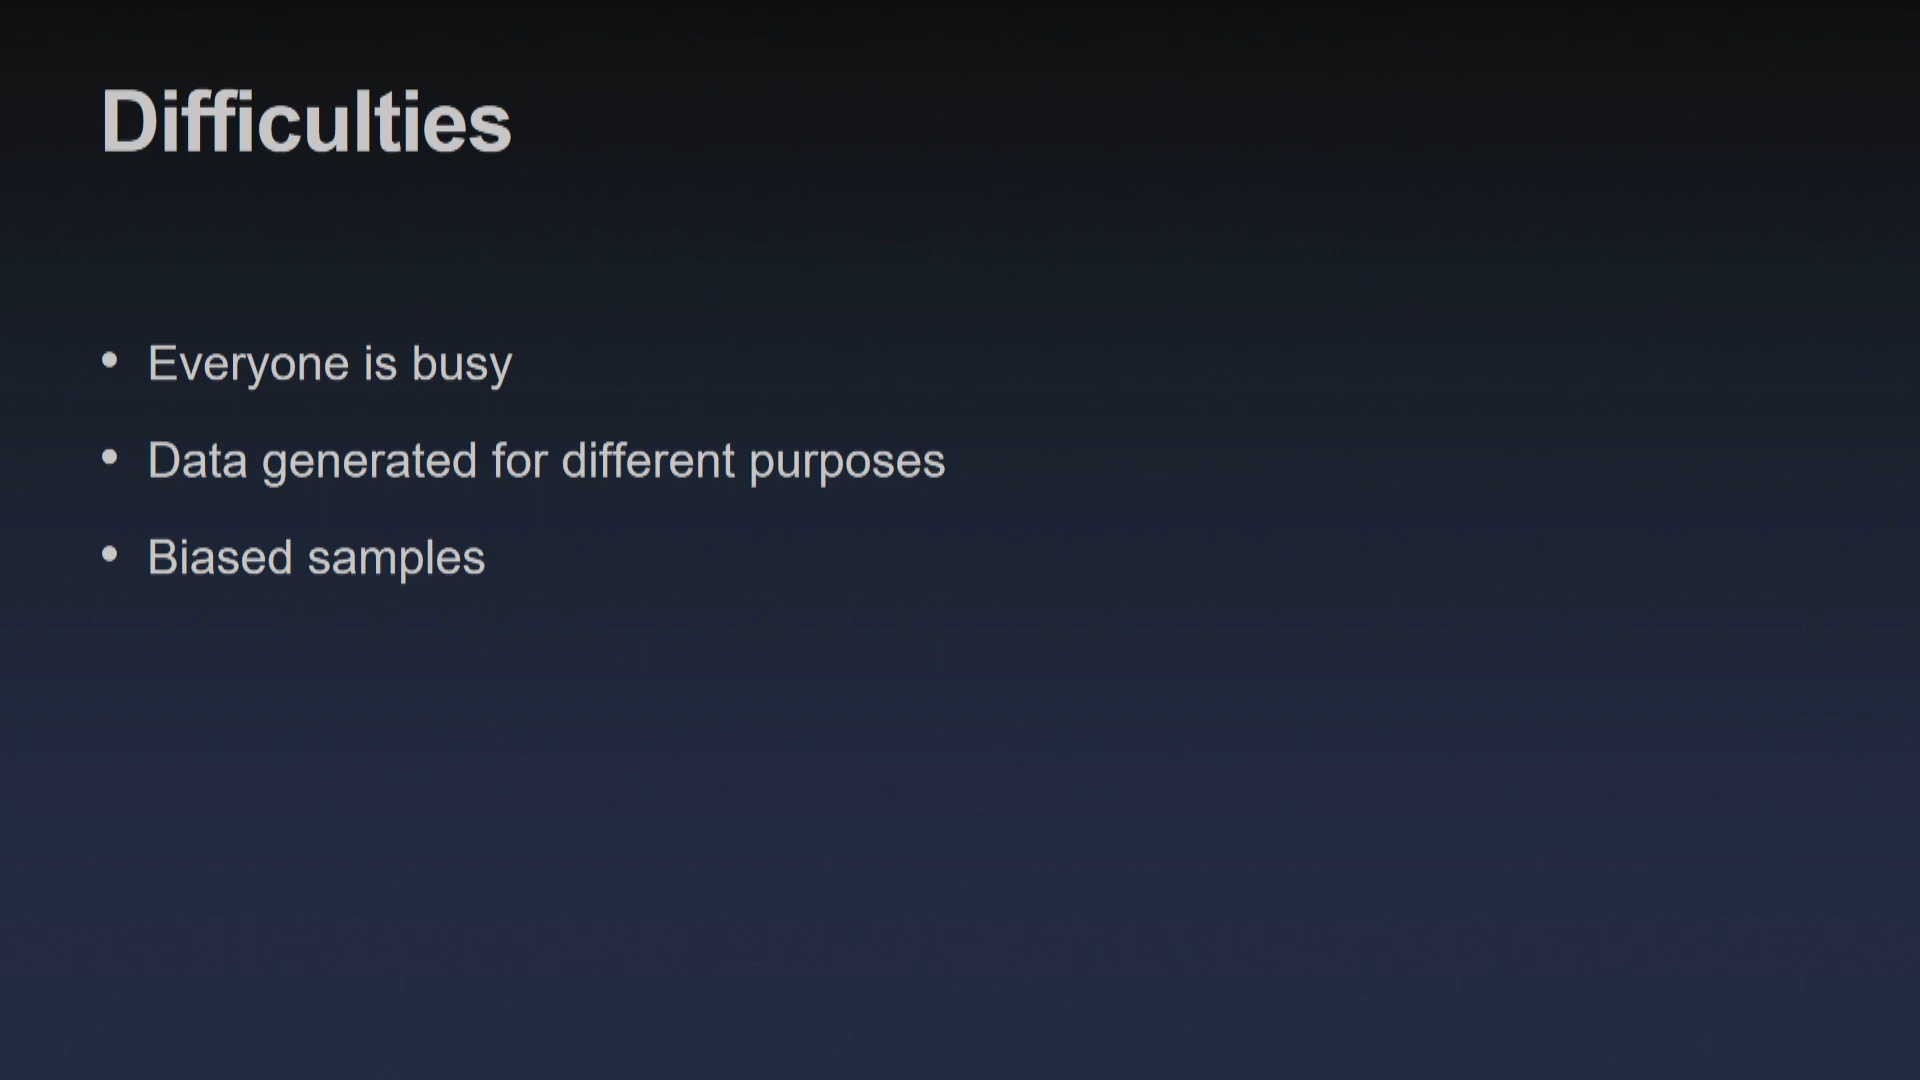 Difficulties
• Everyone is busy
• Data generated for different purposes
• Biased samples